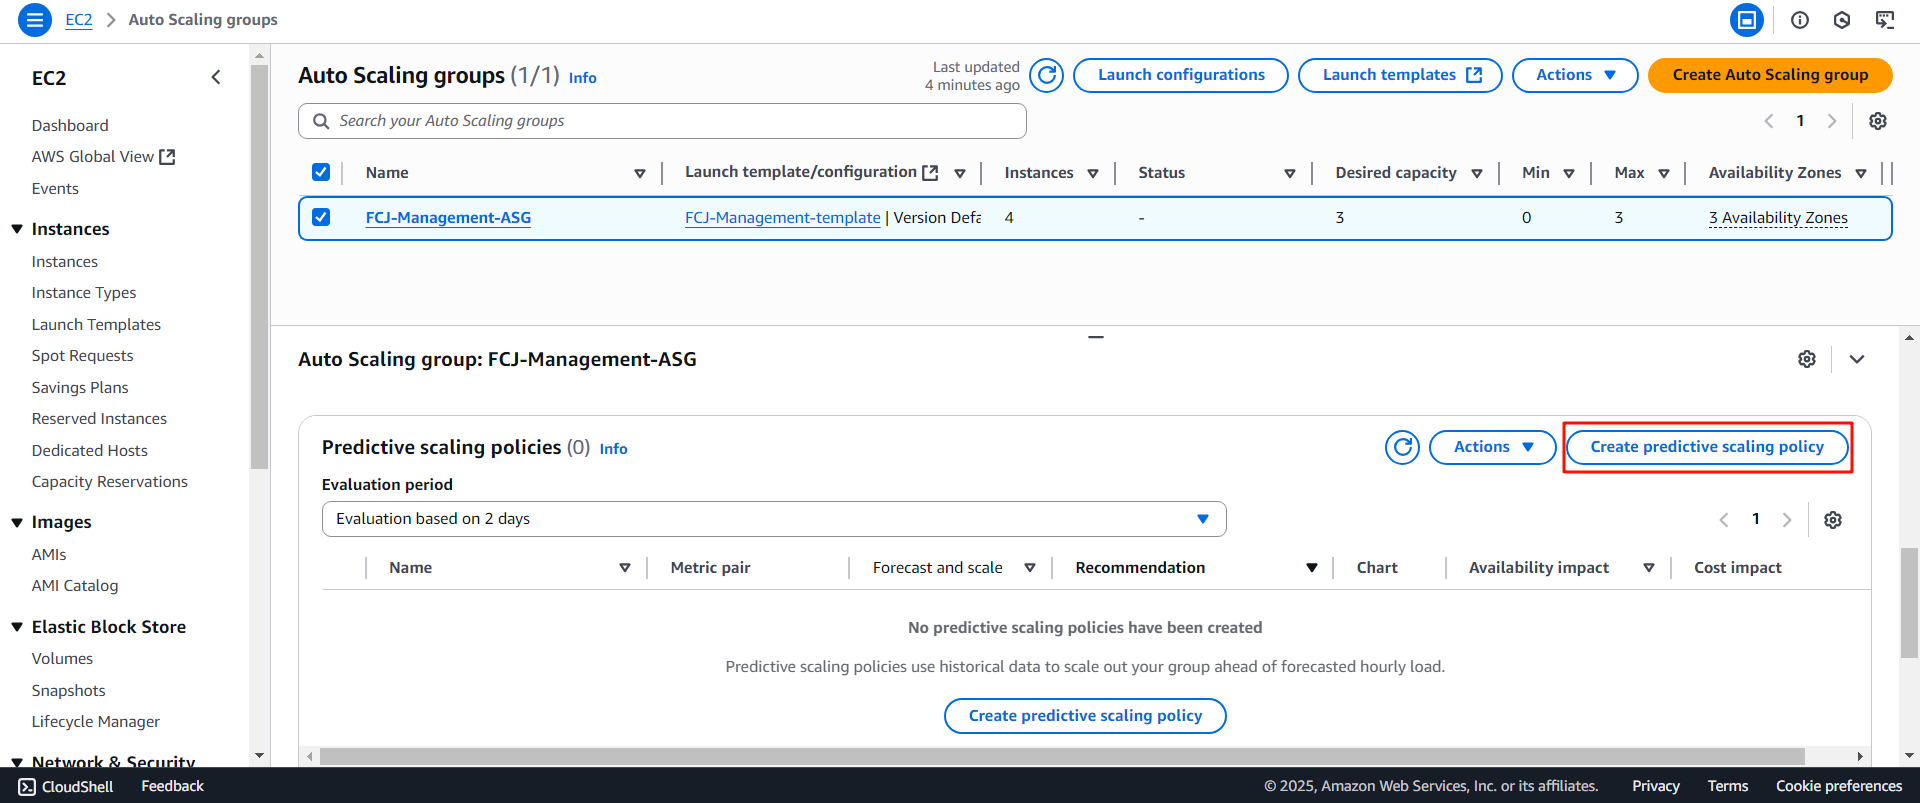 EC2
Auto Scaling groups
EC2
Dashboard
AWS Global View
Events
Instances
Instances
Instance Types
Launch Templates
Spot Requests
Savings Plans
Reserved Instances
Dedicated Hosts
Capacity Reservations
Images
AMIs
AMI Catalog
Elastic Block Store
Volumes
Snapshots
Lifecycle Manager
Network & Security
Auto Scaling groups (1/1) Info
Last updated
4 minutes ago
Launch configurations
Launch templates
Actions
Create Auto Scaling group
Search your Auto Scaling groups
1
Name Launch template/configuration Instances Status Desired capacity Min Max Availability Zones
FCJ-Management-ASG FCJ-Management-template | Version Defa 4 - 3 0 3 3 Availability Zones
Auto Scaling group: FCJ-Management-ASG
Predictive scaling policies (0) Info
Actions
Create predictive scaling policy
Evaluation period
Evaluation based on 2 days
1
Name Metric pair Forecast and scale Recommendation Chart Availability impact Cost impact
No predictive scaling policies have been created
Predictive scaling policies use historical data to scale out your group ahead of forecasted hourly load.
Create predictive scaling policy
CloudShell Feedback © 2025, Amazon Web Services, Inc. or its affiliates. Privacy Terms Cookie preferences